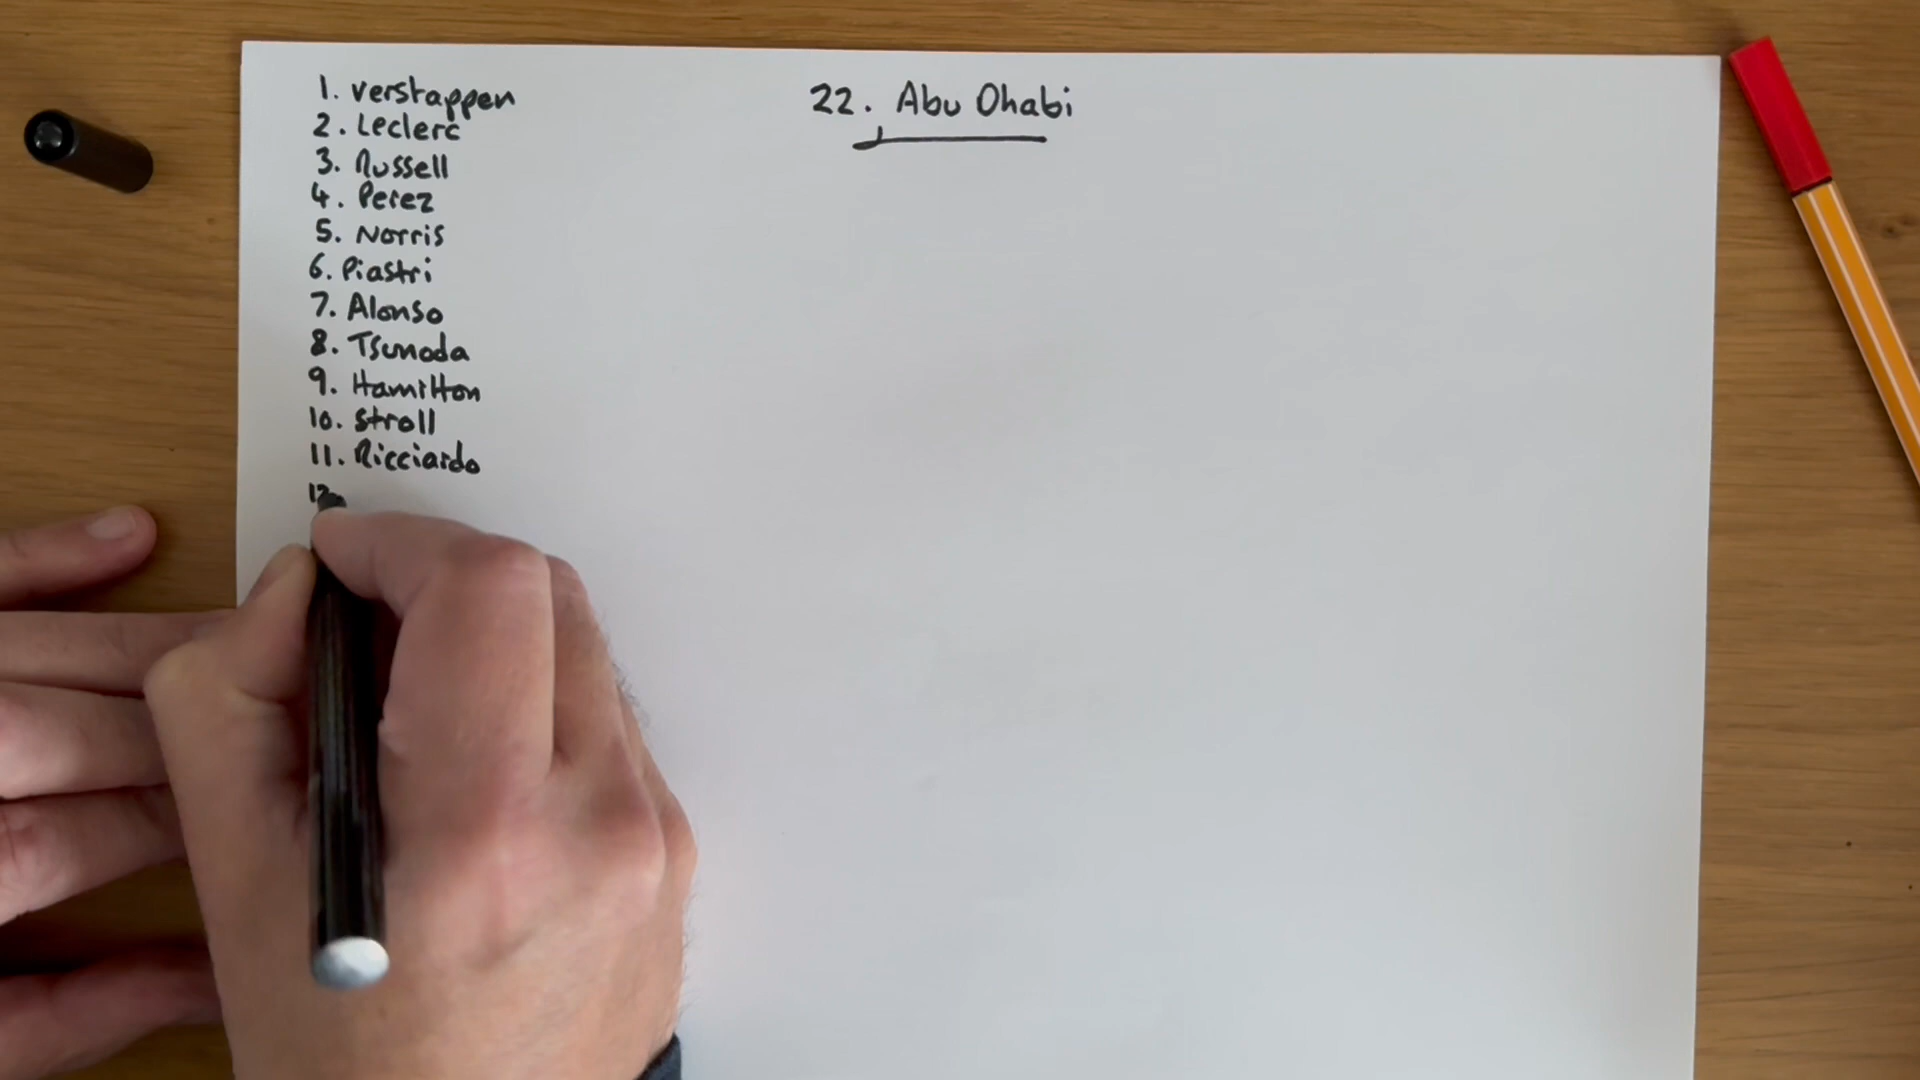 1. verstappen
2. Leclerc
3. Russell
4. Perez
5. Norris
6. Piastri
7. Alonso
8. Tsunoda
9. Hamilton
10. Stroll
11. Ricciardo
12
22. Abu Dhabi